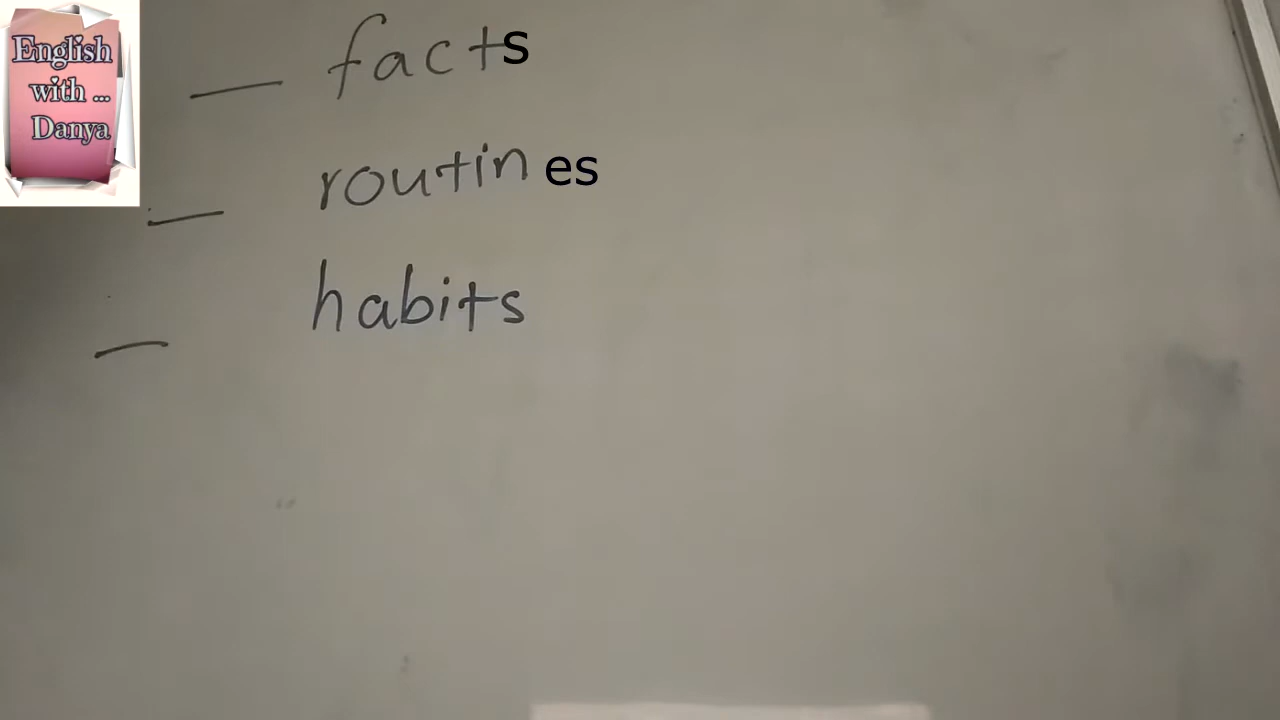 English
with ...
Danya
— facts
— routines
— habits